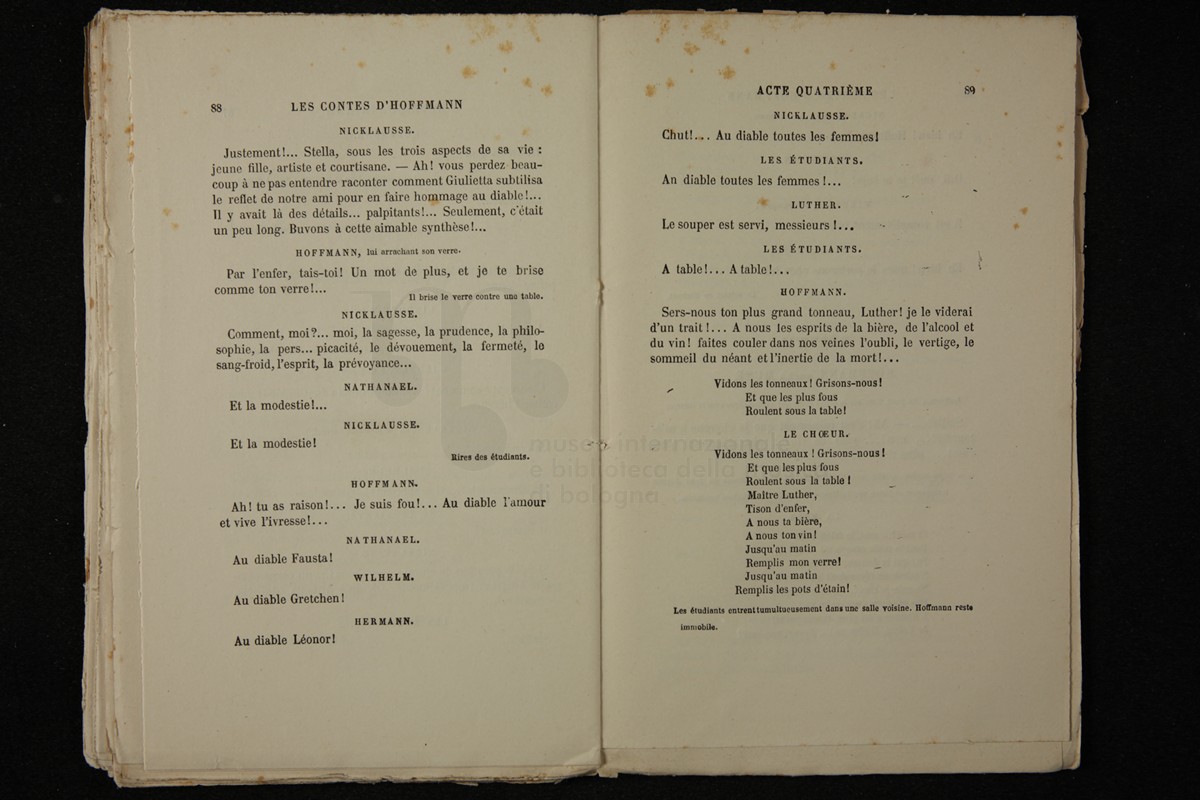 88 LES CONTES D'HOFFMANN
NICKLAUSSE.
Justement!... Stella, sous les trois aspects de sa vie :
jeune fille, artiste et courtisane. — Ah! vous perdez beau-
coup à ne pas entendre raconter comment Giulietta subtilisa
le reflet de notre ami pour en faire hommage au diable!...
Il y avait là des détails... palpitants!... Seulement, c'était
un peu long. Buvons à cette aimable synthèse!...
HOFFMANN, lui arrachant son verre.
Par l'enfer, tais-toi! Un mot de plus, et je te brise
comme ton verre!...
Il brise le verre contre une table.
NICKLAUSSE.
Comment, moi?... moi, la sagesse, la prudence, la philo-
sophie, la pers... picacité, le dévouement, la fermeté, le
sang-froid, l'esprit, la prévoyance...
NATHANAEL.
Et la modestie!...
NICKLAUSSE.
Et la modestie!
Rires des étudiants.
HOFFMANN.
Ah! tu as raison!... Je suis fou!... Au diable l'amour
et vive l'ivresse!...
NATHANAEL.
Au diable Fausta!
WILHELM.
Au diable Gretchen!
HERMANN.
Au diable Léonor!
ACTE QUATRIÈME 89
NICKLAUSSE.
Chut!... Au diable toutes les femmes!
LES ÉTUDIANTS.
An diable toutes les femmes!...
LUTHER.
Le souper est servi, messieurs!...
LES ÉTUDIANTS.
A table!... A table!...
HOFFMANN.
Sers-nous ton plus grand tonneau, Luther! je le viderai
d'un trait!... A nous les esprits de la bière, de l'alcool et
du vin! faites couler dans nos veines l'oubli, le vertige, le
sommeil du néant et l'inertie de la mort!...
Vidons les tonneaux! Grisons-nous!
Et que les plus fous
Roulent sous la table!
LE CHŒUR.
Vidons les tonneaux! Grisons-nous!
Et que les plus fous
Roulent sous la table!
Maître Luther,
Tison d'enfer,
A nous ta bière,
A nous ton vin!
Jusqu'au matin
Remplis mon verre!
Jusqu'au matin
Remplis les pots d'étain!
Les étudiants entrent tumultueusement dans une salle voisine. Hoffmann reste
immobile.
museo internazionale
e biblioteca della
di bologna